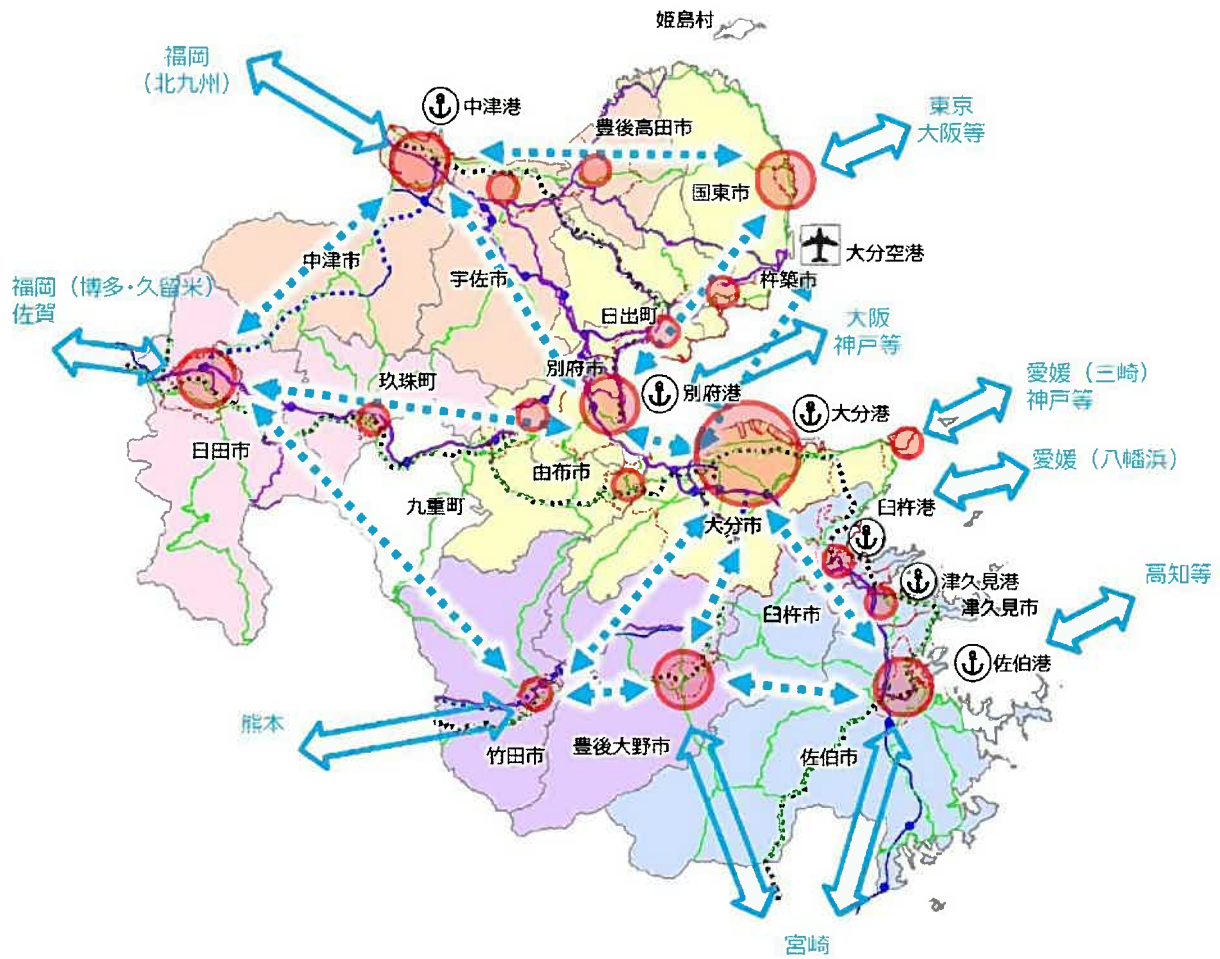 姫島村
福岡
（北九州）
中津港
豊後高田市
東京
大阪等
国東市
大分空港
中津市
宇佐市
杵築市
福岡（博多・久留米）
佐賀
日出町
大阪
神戸等
別府市
玖珠町
別府港
愛媛（三崎）
神戸等
大分港
日田市
由布市
愛媛（八幡浜）
九重町
臼杵港
大分市
津久見港
高知等
津久見市
臼杵市
佐伯港
熊本
竹田市
豊後大野市
佐伯市
宮崎